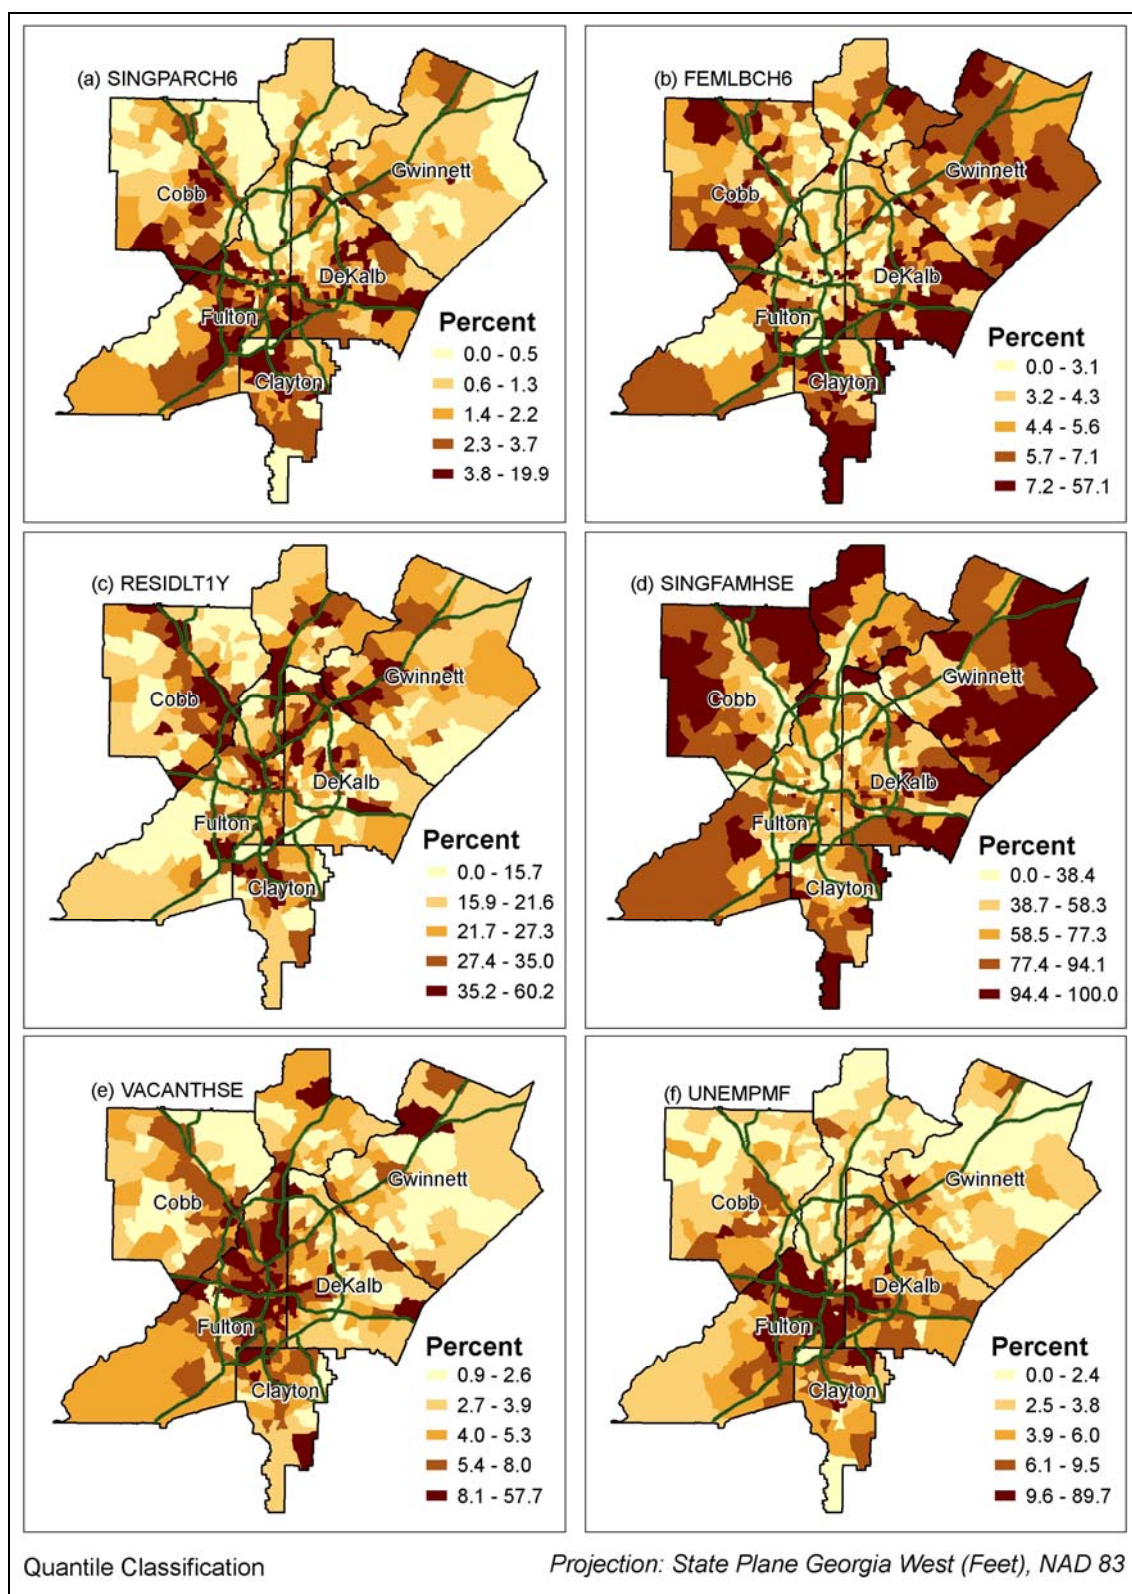 (a) SINGPARCH6
Gwinnett
Cobb
DeKalb
Fulton
Clayton
Percent
0.0 - 0.5
0.6 - 1.3
1.4 - 2.2
2.3 - 3.7
3.8 - 19.9
(b) FEMLBCH6
Gwinnett
Cobb
DeKalb
Fulton
Clayton
Percent
0.0 - 3.1
3.2 - 4.3
4.4 - 5.6
5.7 - 7.1
7.2 - 57.1
(c) RESIDLT1Y
Gwinnett
Cobb
DeKalb
Fulton
Clayton
Percent
0.0 - 15.7
15.9 - 21.6
21.7 - 27.3
27.4 - 35.0
35.2 - 60.2
(d) SINGFAMHSE
Gwinnett
Cobb
DeKalb
Fulton
Clayton
Percent
0.0 - 38.4
38.7 - 58.3
58.5 - 77.3
77.4 - 94.1
94.4 - 100.0
(e) VACANTHSE
Gwinnett
Cobb
DeKalb
Fulton
Clayton
Percent
0.9 - 2.6
2.7 - 3.9
4.0 - 5.3
5.4 - 8.0
8.1 - 57.7
(f) UNEMPMF
Gwinnett
Cobb
DeKalb
Fulton
Clayton
Percent
0.0 - 2.4
2.5 - 3.8
3.9 - 6.0
6.1 - 9.5
9.6 - 89.7
Quantile Classification
Projection: State Plane Georgia West (Feet), NAD 83